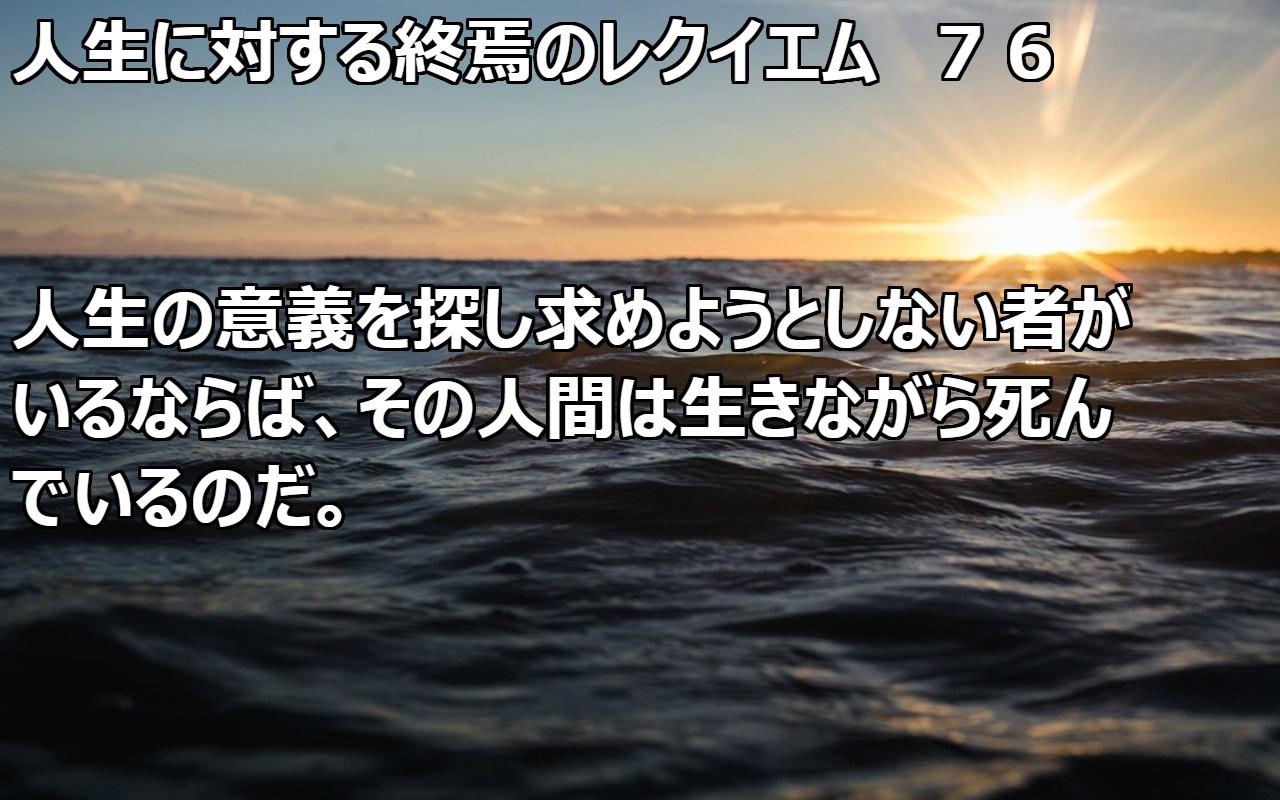 人生に対する終焉のレクイエム　７６
人生の意義を探し求めようとしない者が
いるならば、その人間は生きながら死ん
でいるのだ。